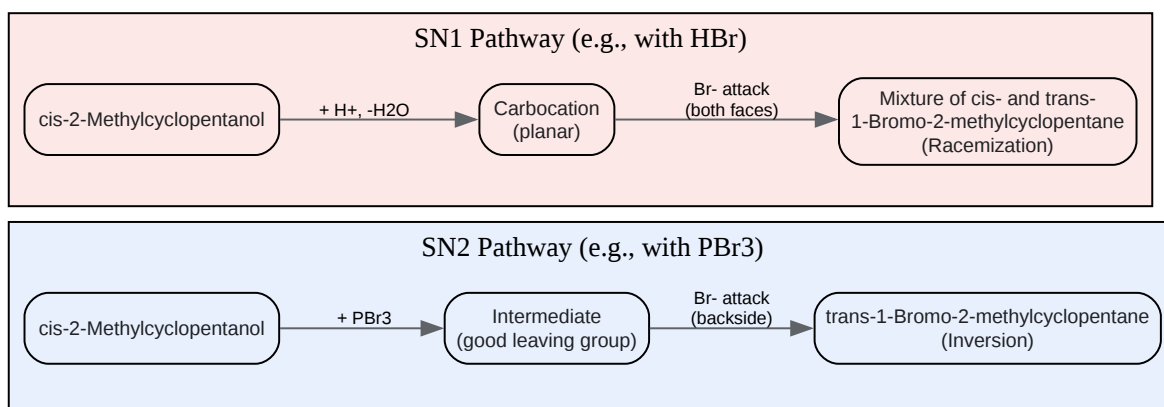 SN1 Pathway (e.g., with HBr)
cis-2-Methylcyclopentanol
+ H+, -H2O
Carbocation
(planar)
Br- attack
(both faces)
Mixture of cis- and trans-
1-Bromo-2-methylcyclopentane
(Racemization)
SN2 Pathway (e.g., with PBr3)
cis-2-Methylcyclopentanol
+ PBr3
Intermediate
(good leaving group)
Br- attack
(backside)
trans-1-Bromo-2-methylcyclopentane
(Inversion)